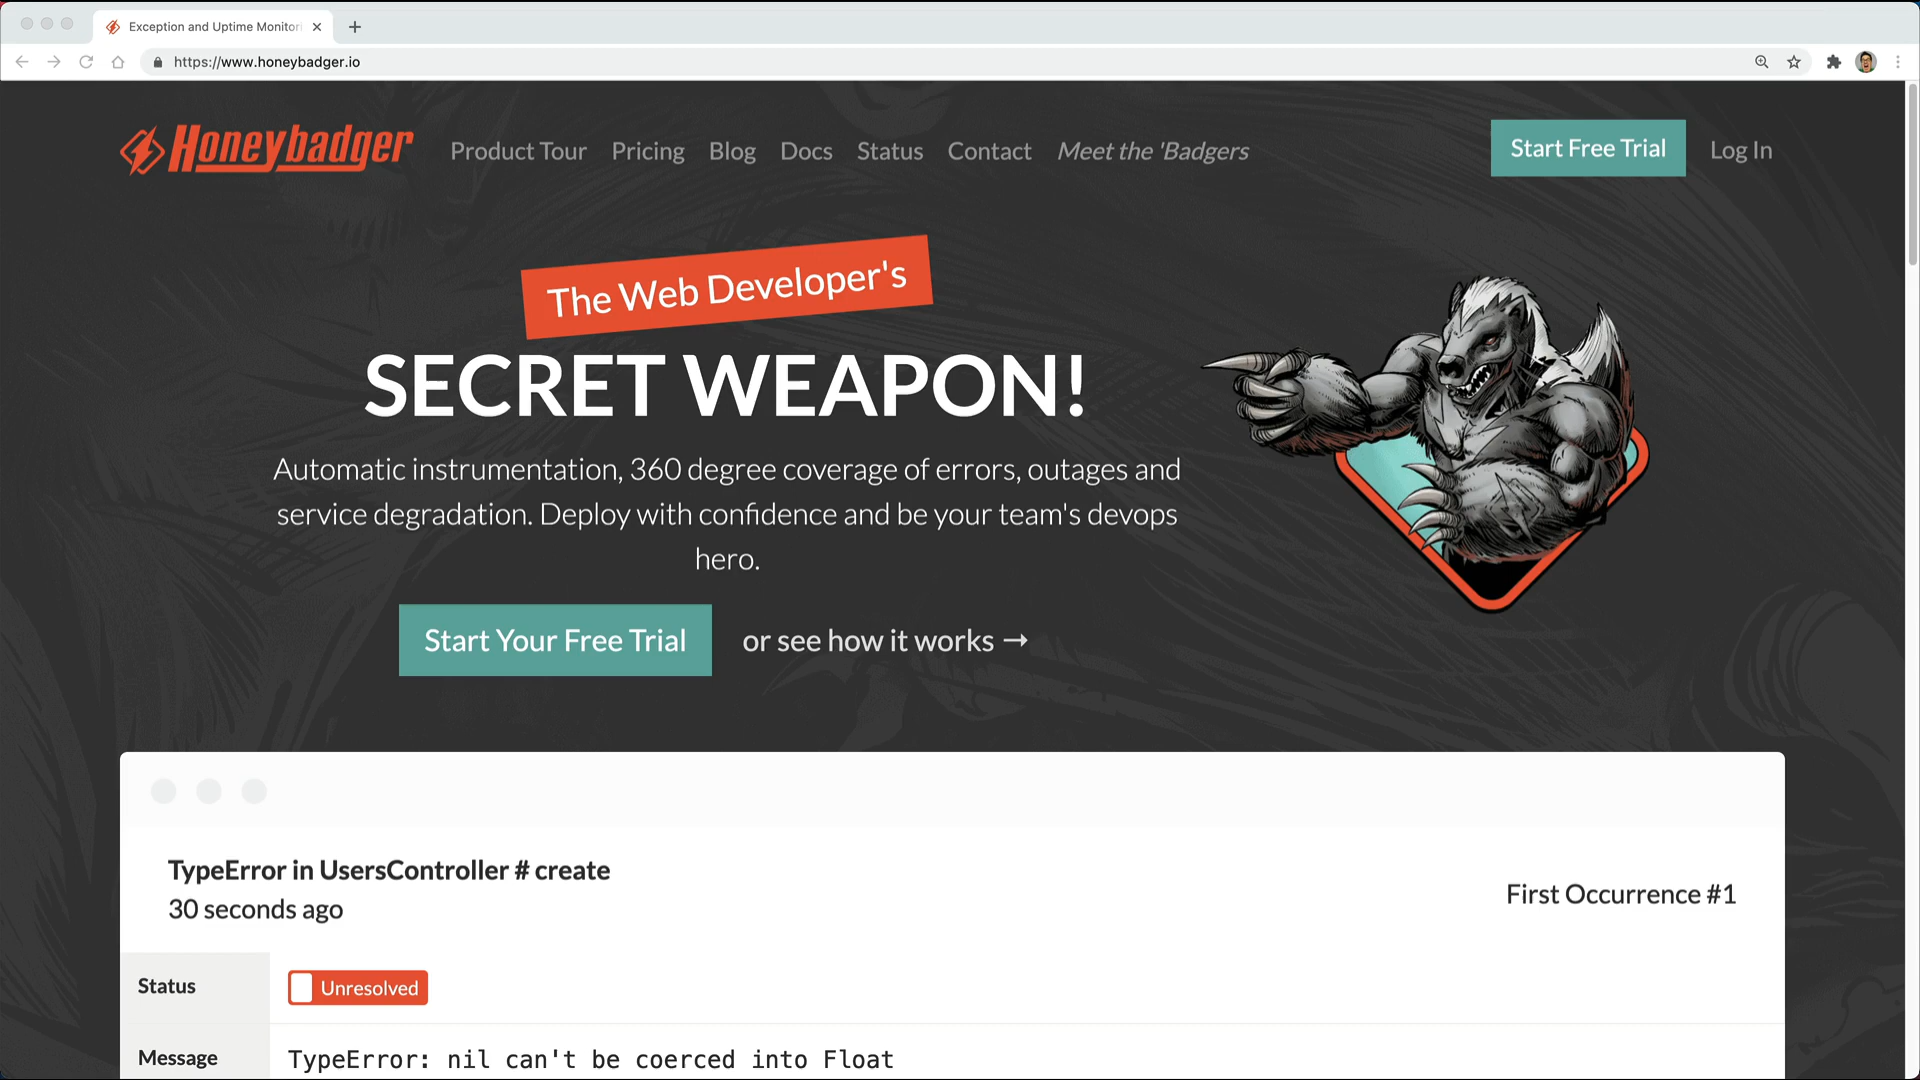 Exception and Uptime Monitori
https://www.honeybadger.io
Honeybadger
Product Tour
Pricing
Blog
Docs
Status
Contact
Meet the 'Badgers
Start Free Trial
Log In
The Web Developer's
SECRET WEAPON!
Automatic instrumentation, 360 degree coverage of errors, outages and
service degradation. Deploy with confidence and be your team's devops
hero.
Start Your Free Trial
or see how it works →
TypeError in UsersController # create
30 seconds ago
First Occurrence #1
Status
Unresolved
Message
TypeError: nil can't be coerced into Float